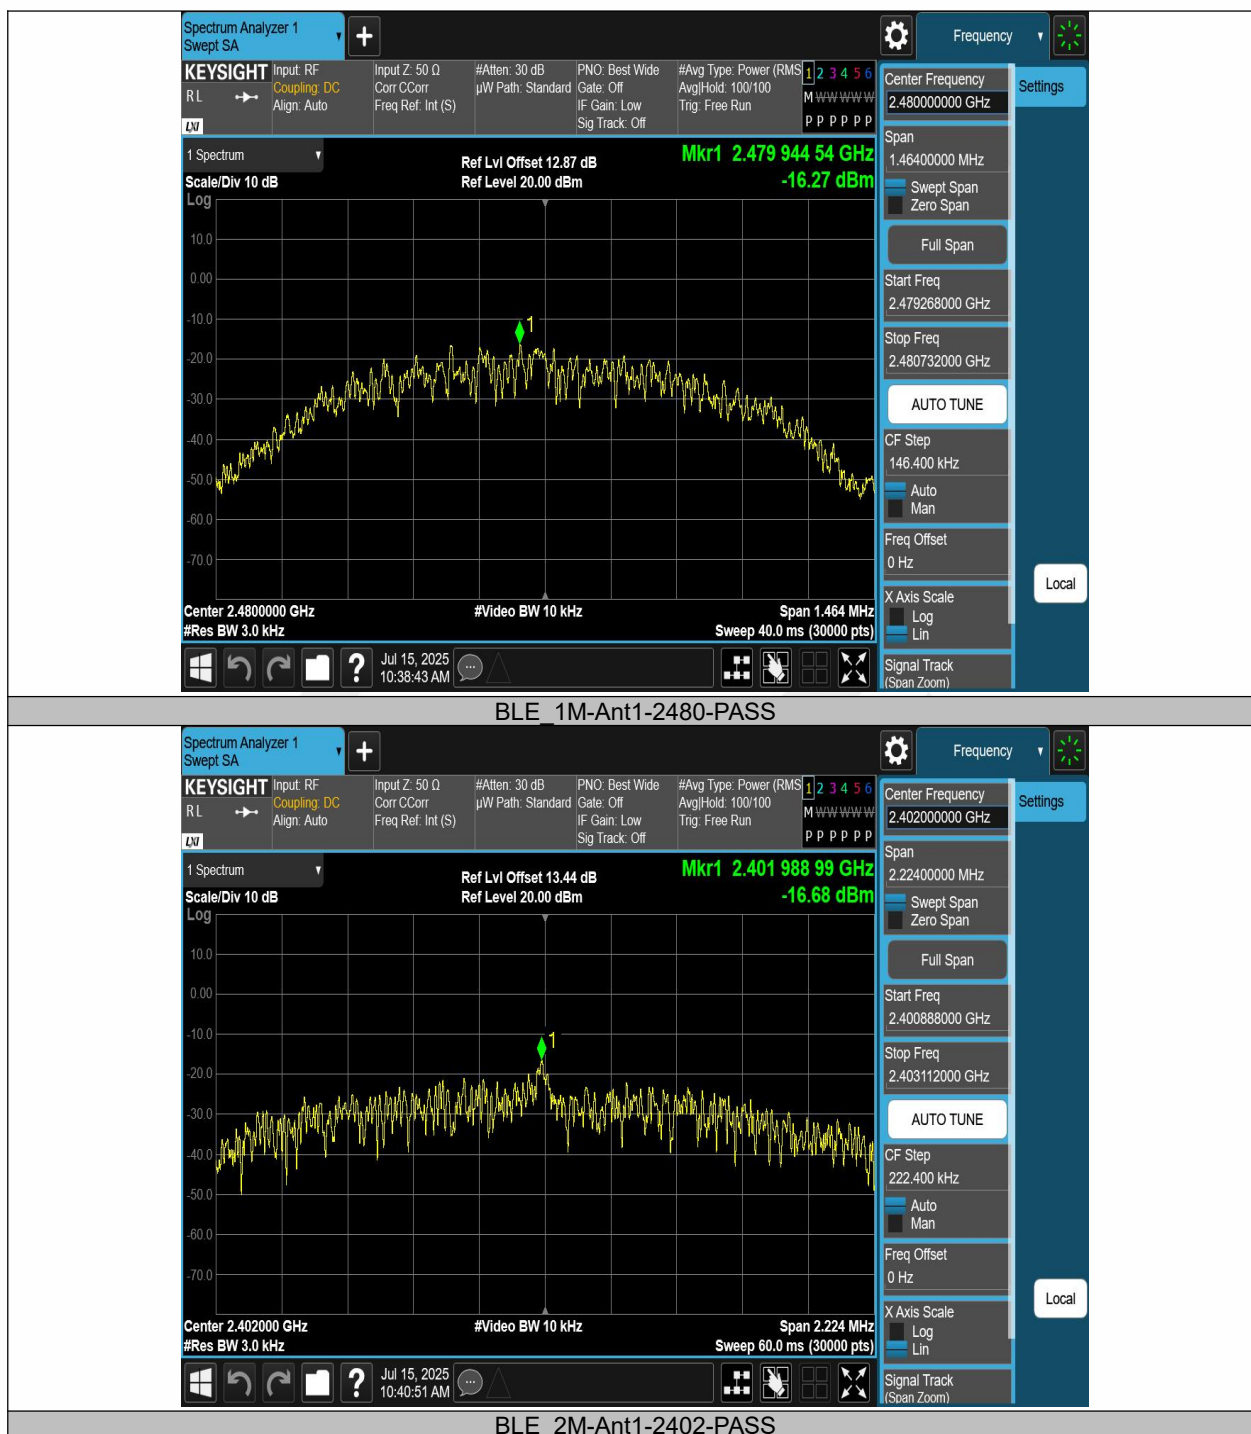 Spectrum Analyzer 1
Swept SA
Frequency
KEYSIGHT
RL
LXI
Input: RF
Coupling: DC
Align: Auto
Input Z: 50 Ω
Corr CCorr
Freq Ref: Int (S)
#Atten: 30 dB
µW Path: Standard
PNO: Best Wide
Gate: Off
IF Gain: Low
Sig Track: Off
#Avg Type: Power (RMS
Avg|Hold: 100/100
Trig: Free Run
1 2 3 4 5 6
M W W W W W
P P P P P P
1 Spectrum
Scale/Div 10 dB
Log
Ref Lvl Offset 12.87 dB
Ref Level 20.00 dBm
Mkr1 2.479 944 54 GHz
-16.27 dBm
10.0
0.00
-10.0
-20.0
-30.0
-40.0
-50.0
-60.0
-70.0
1
Center 2.4800000 GHz
#Res BW 3.0 kHz
#Video BW 10 kHz
Span 1.464 MHz
Sweep 40.0 ms (30000 pts)
Jul 15, 2025
10:38:43 AM
Center Frequency
2.480000000 GHz
Span
1.46400000 MHz
Swept Span
Zero Span
Full Span
Start Freq
2.479268000 GHz
Stop Freq
2.480732000 GHz
AUTO TUNE
CF Step
146.400 kHz
Auto
Man
Freq Offset
0 Hz
X Axis Scale
Log
Lin
Signal Track
(Span Zoom)
Settings
Local
BLE_1M-Ant1-2480-PASS
Spectrum Analyzer 1
Swept SA
Frequency
KEYSIGHT
RL
LXI
Input: RF
Coupling: DC
Align: Auto
Input Z: 50 Ω
Corr CCorr
Freq Ref: Int (S)
#Atten: 30 dB
µW Path: Standard
PNO: Best Wide
Gate: Off
IF Gain: Low
Sig Track: Off
#Avg Type: Power (RMS
Avg|Hold: 100/100
Trig: Free Run
1 2 3 4 5 6
M W W W W W
P P P P P P
1 Spectrum
Scale/Div 10 dB
Log
Ref Lvl Offset 13.44 dB
Ref Level 20.00 dBm
Mkr1 2.401 988 99 GHz
-16.68 dBm
10.0
0.00
-10.0
-20.0
-30.0
-40.0
-50.0
-60.0
-70.0
1
Center 2.402000 GHz
#Res BW 3.0 kHz
#Video BW 10 kHz
Span 2.224 MHz
Sweep 60.0 ms (30000 pts)
Jul 15, 2025
10:40:51 AM
Center Frequency
2.402000000 GHz
Span
2.22400000 MHz
Swept Span
Zero Span
Full Span
Start Freq
2.400888000 GHz
Stop Freq
2.403112000 GHz
AUTO TUNE
CF Step
222.400 kHz
Auto
Man
Freq Offset
0 Hz
X Axis Scale
Log
Lin
Signal Track
(Span Zoom)
Settings
Local
BLE_2M-Ant1-2402-PASS